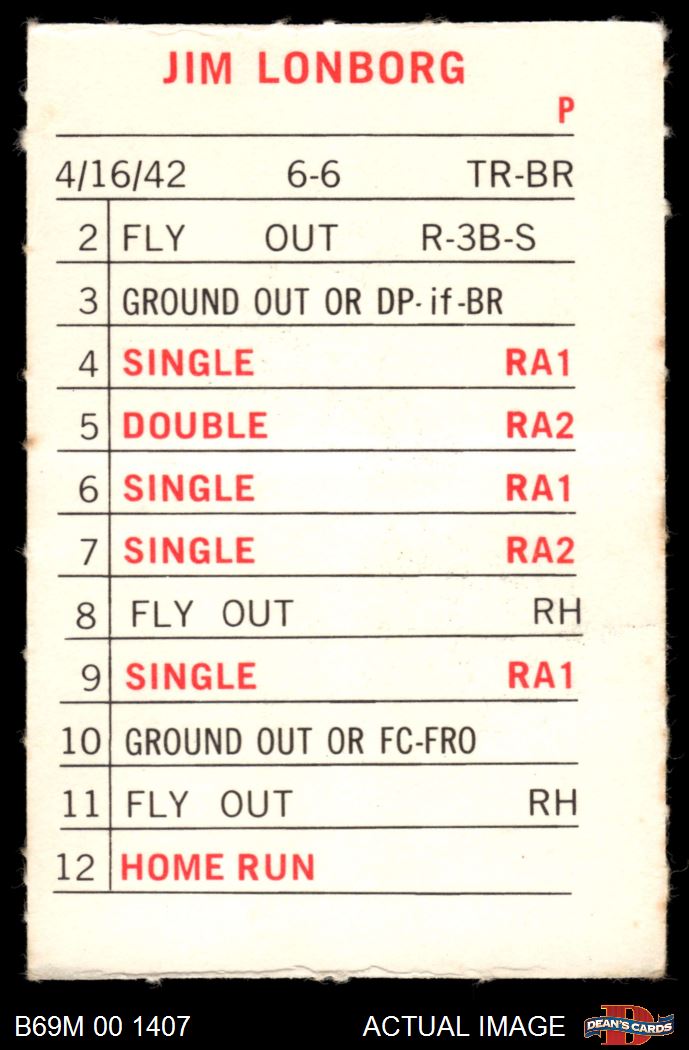 JIM LONBORG
P
4/16/42 6-6 TR-BR
2 FLY OUT R-3B-S
3 GROUND OUT OR DP-if-BR
4 SINGLE RA1
5 DOUBLE RA2
6 SINGLE RA1
7 SINGLE RA2
8 FLY OUT RH
9 SINGLE RA1
10 GROUND OUT OR FC-FRO
11 FLY OUT RH
12 HOME RUN
B69M 00 1407 ACTUAL IMAGE D DEAN'S CARDS